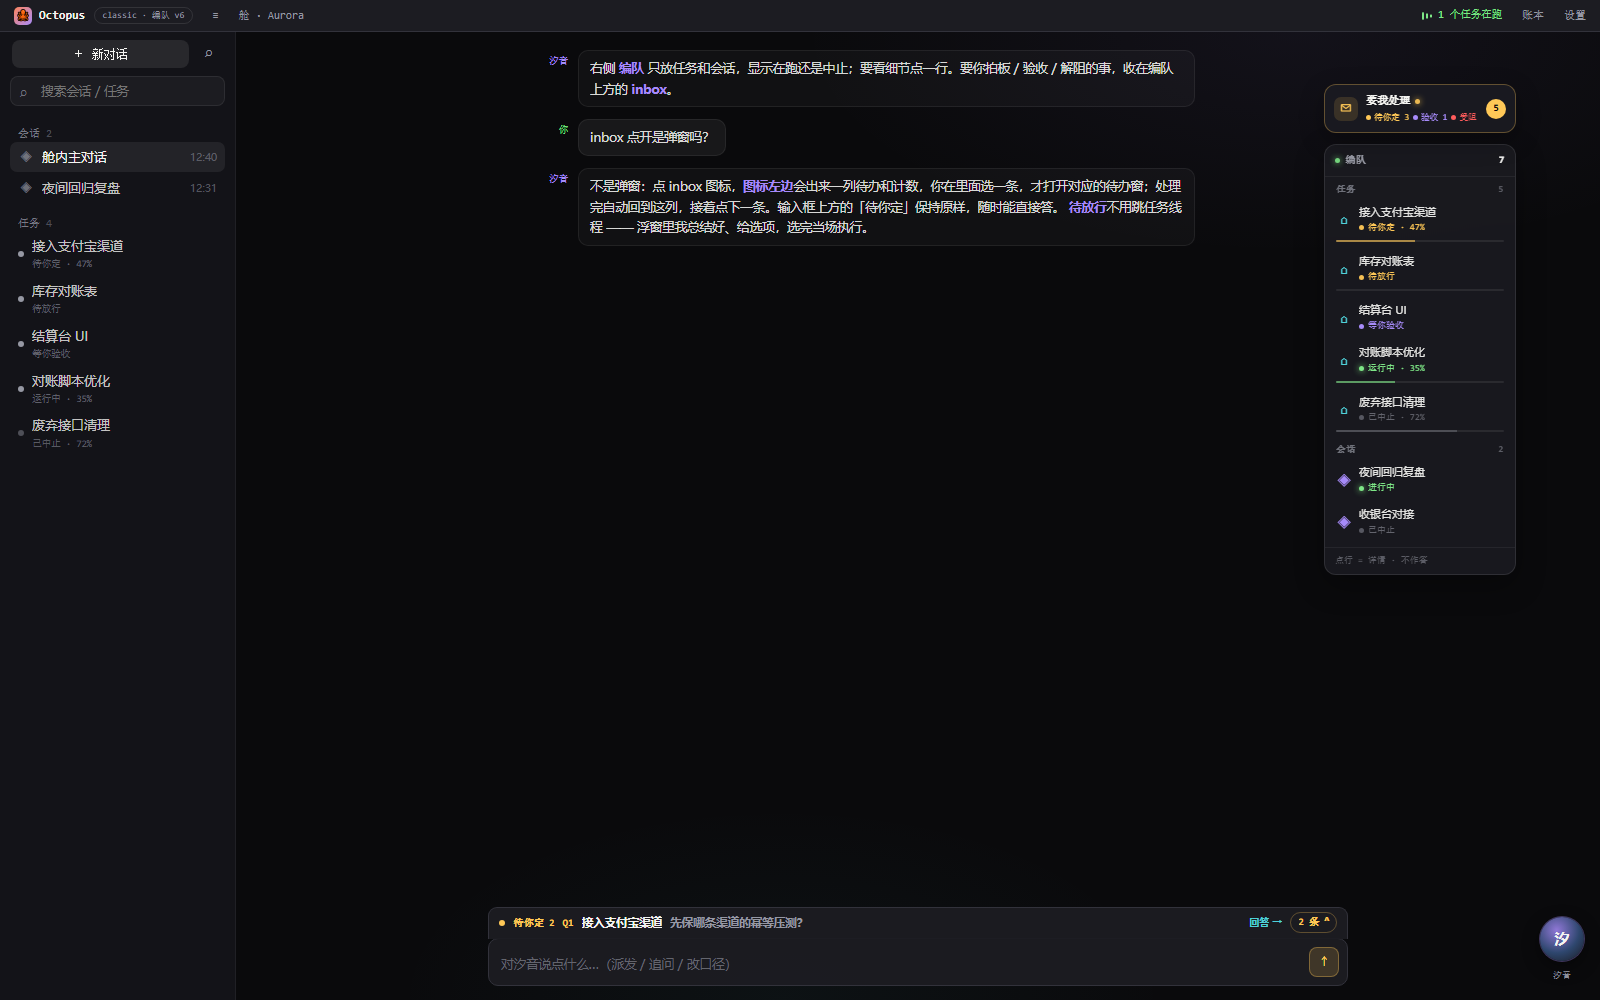 Octopus classic · 编队 v6 ≡ 舱 · Aurora
1 个任务在跑 账本 设置
+ 新对话
搜索会话 / 任务
会话 2
舱内主对话 12:40
夜间回归复盘 12:31
任务 4
接入支付宝渠道
待你定 · 47%
库存对账表
待放行
结算台 UI
等你验收
对账脚本优化
运行中 · 35%
废弃接口清理
已中止 · 72%
汐音
右侧 编队 只放任务和会话，显示在跑还是中止；要看细节点一行。要你拍板 / 验收 / 解阻的事，收在编队
上方的 inbox。
你
inbox 点开是弹窗吗？
汐音
不是弹窗：点 inbox 图标，图标左边会出来一列待办和计数，你在里面选一条，才打开对应的待办窗；处理
完自动回到这列，接着点下一条。输入框上方的「待你定」保持原样，随时能直接答。 待放行不用跳任务线
程 —— 浮窗里我总结好、给选项，选完当场执行。
要我处理
待你定 3 验收 1 受阻
5
编队 7
任务 5
接入支付宝渠道
待你定 · 47%
库存对账表
待放行
结算台 UI
等你验收
对账脚本优化
运行中 · 35%
废弃接口清理
已中止 · 72%
会话 2
夜间回归复盘
进行中
收银台对接
已中止
点行 = 详情 · 不作答
待你定 2 Q1 接入支付宝渠道 先保哪条渠道的幂等压测？ 回答 → 2 条 ^
对汐音说点什么…（派发 / 追问 / 改口径） ↑
汐
汐音